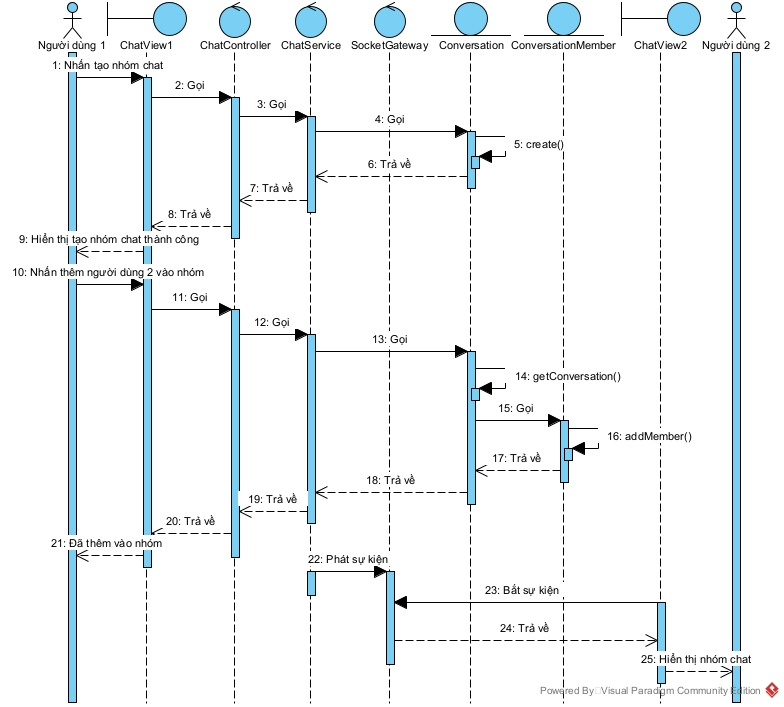 Người dùng 1
ChatView1
ChatController
ChatService
SocketGateway
Conversation
ConversationMember
ChatView2
Người dùng 2
1: Nhấn tạo nhóm chat
2: Gọi
3: Gọi
4: Gọi
5: create()
6: Trả về
7: Trả về
8: Trả về
9: Hiển thị tạo nhóm chat thành công
10: Nhấn thêm người dùng 2 vào nhóm
11: Gọi
12: Gọi
13: Gọi
14: getConversation()
15: Gọi
16: addMember()
17: Trả về
18: Trả về
19: Trả về
20: Trả về
21: Đã thêm vào nhóm
22: Phát sự kiện
23: Bắt sự kiện
24: Trả về
25: Hiển thị nhóm chat
Powered By Visual Paradigm Community Edition